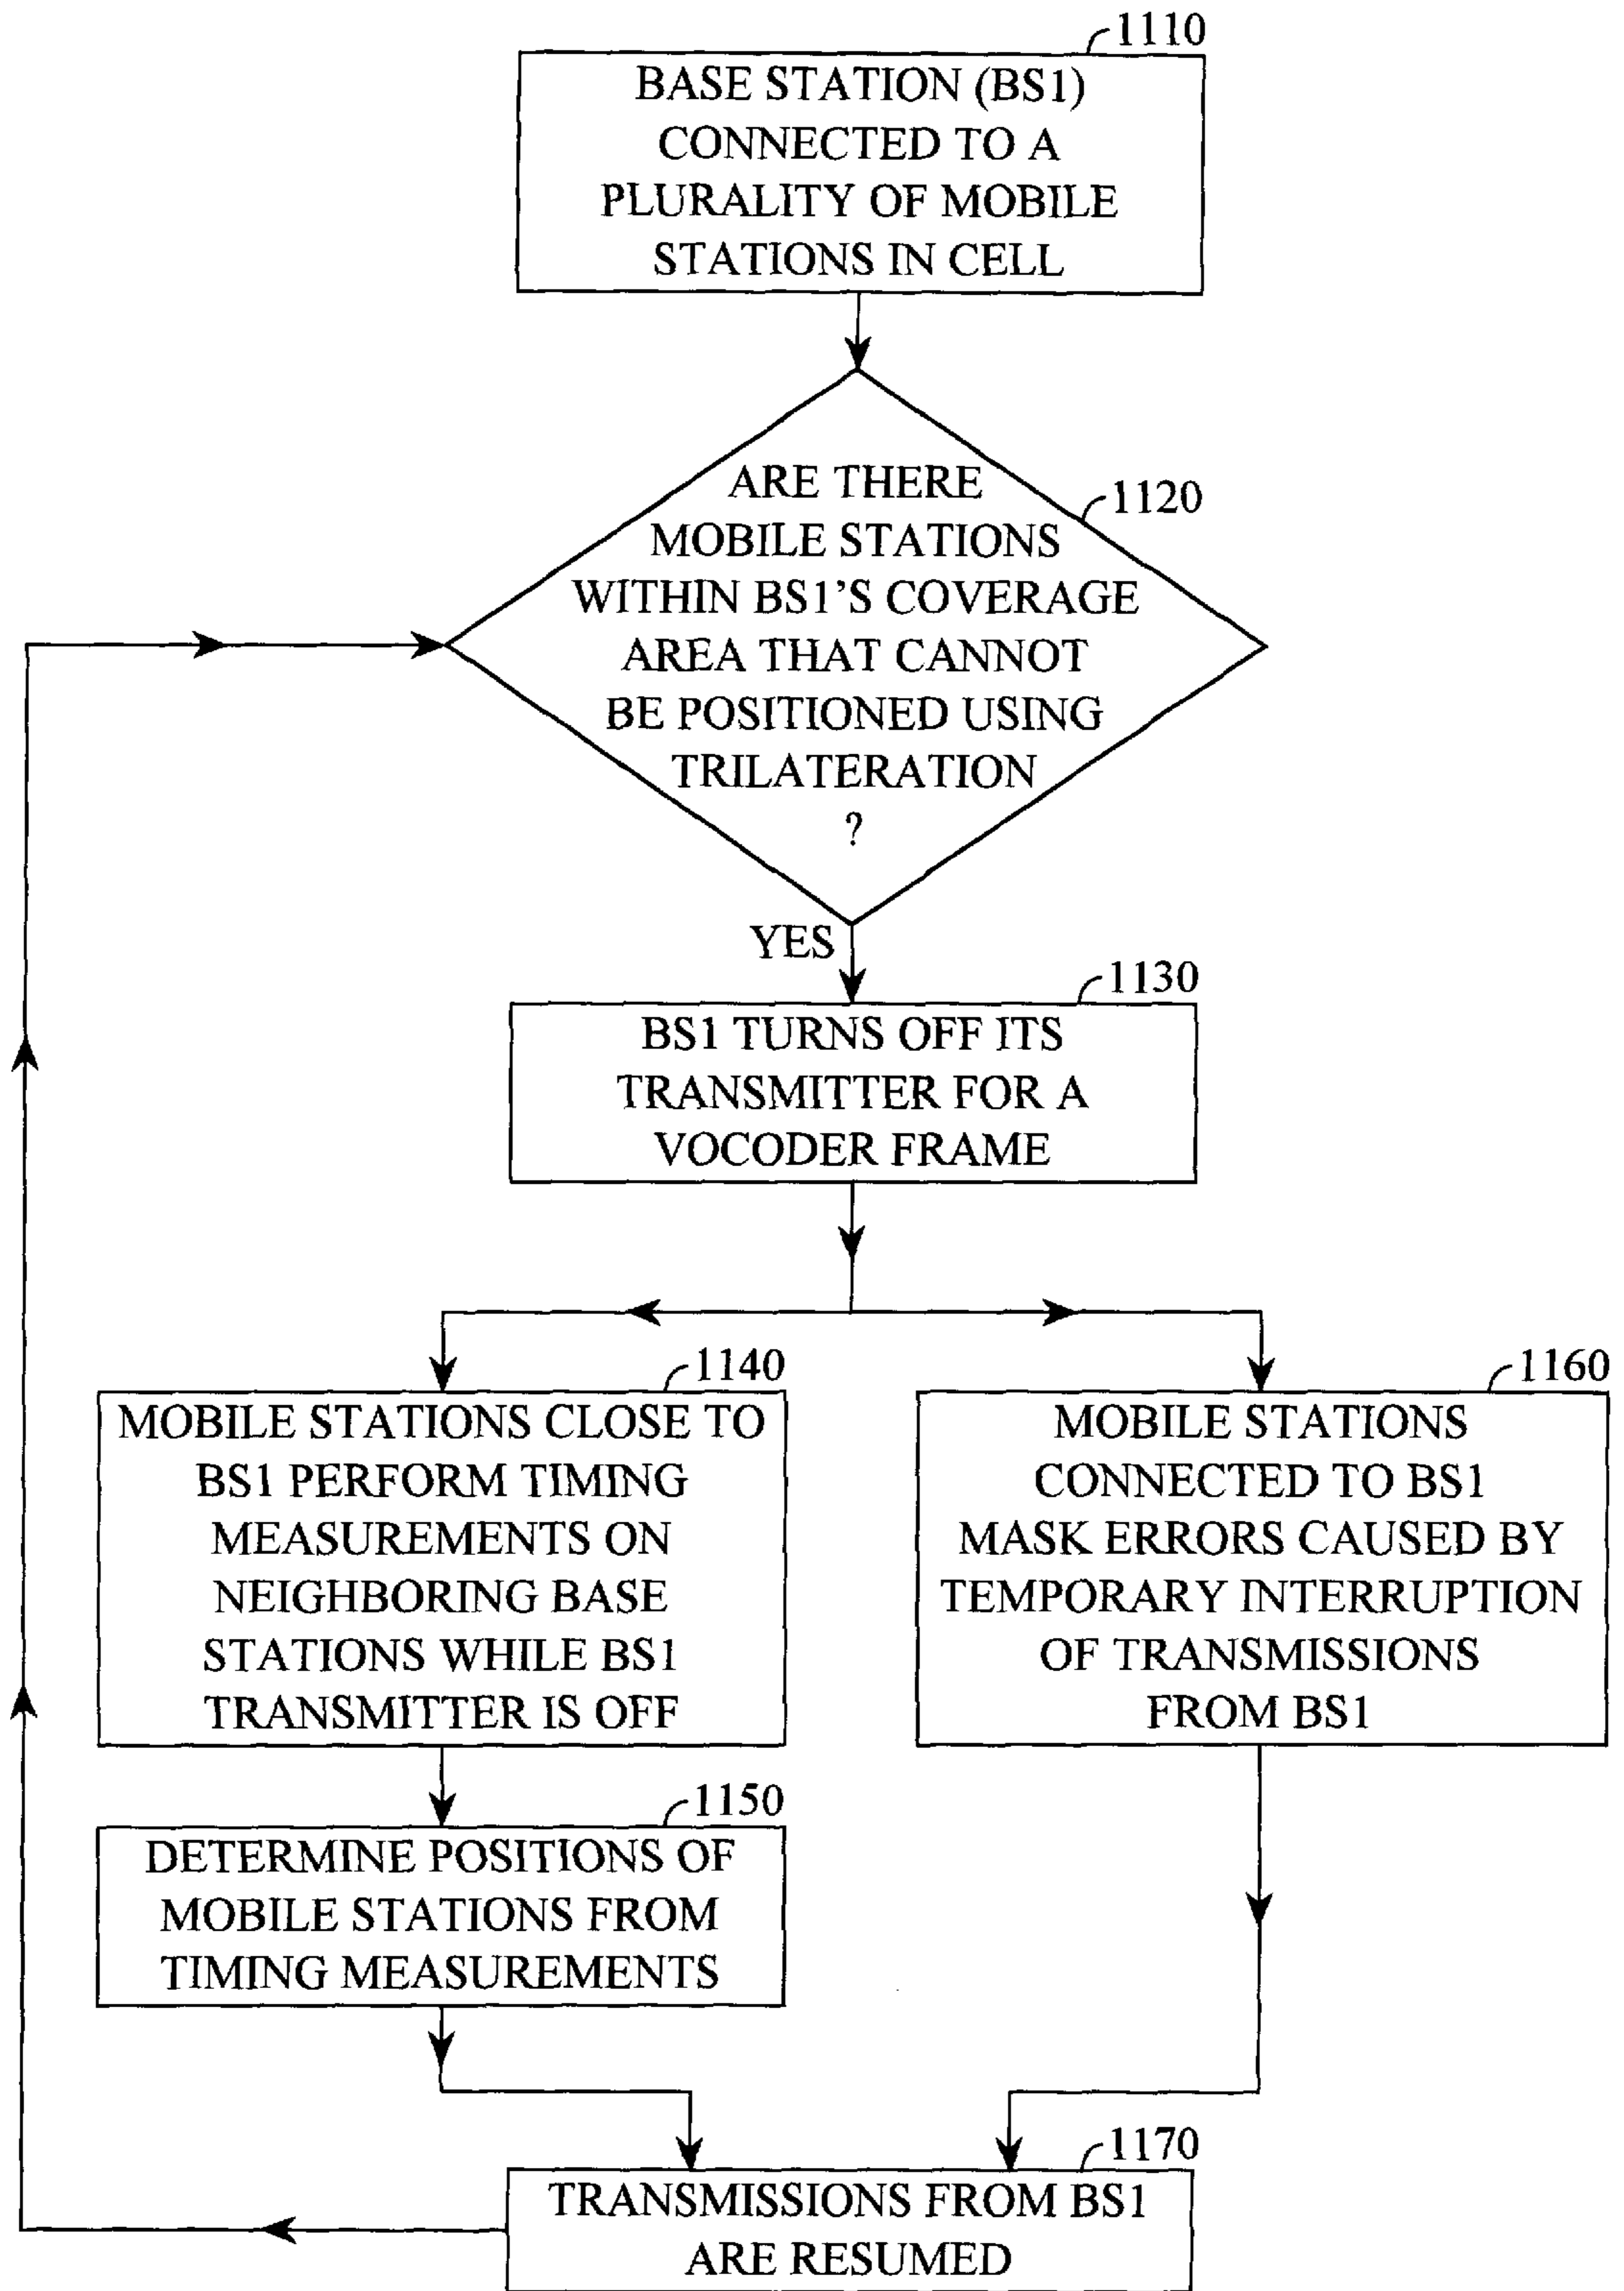 1110
BASE STATION (BS1)
CONNECTED TO A
PLURALITY OF MOBILE
STATIONS IN CELL
ARE THERE
MOBILE STATIONS
WITHIN BS1'S COVERAGE
AREA THAT CANNOT
BE POSITIONED USING
TRILATERATION
?
1120
YES
1130
BS1 TURNS OFF ITS
TRANSMITTER FOR A
VOCODER FRAME
1140
MOBILE STATIONS CLOSE TO
BS1 PERFORM TIMING
MEASUREMENTS ON
NEIGHBORING BASE
STATIONS WHILE BS1
TRANSMITTER IS OFF
1160
MOBILE STATIONS
CONNECTED TO BS1
MASK ERRORS CAUSED BY
TEMPORARY INTERRUPTION
OF TRANSMISSIONS
FROM BS1
1150
DETERMINE POSITIONS OF
MOBILE STATIONS FROM
TIMING MEASUREMENTS
1170
TRANSMISSIONS FROM BS1
ARE RESUMED